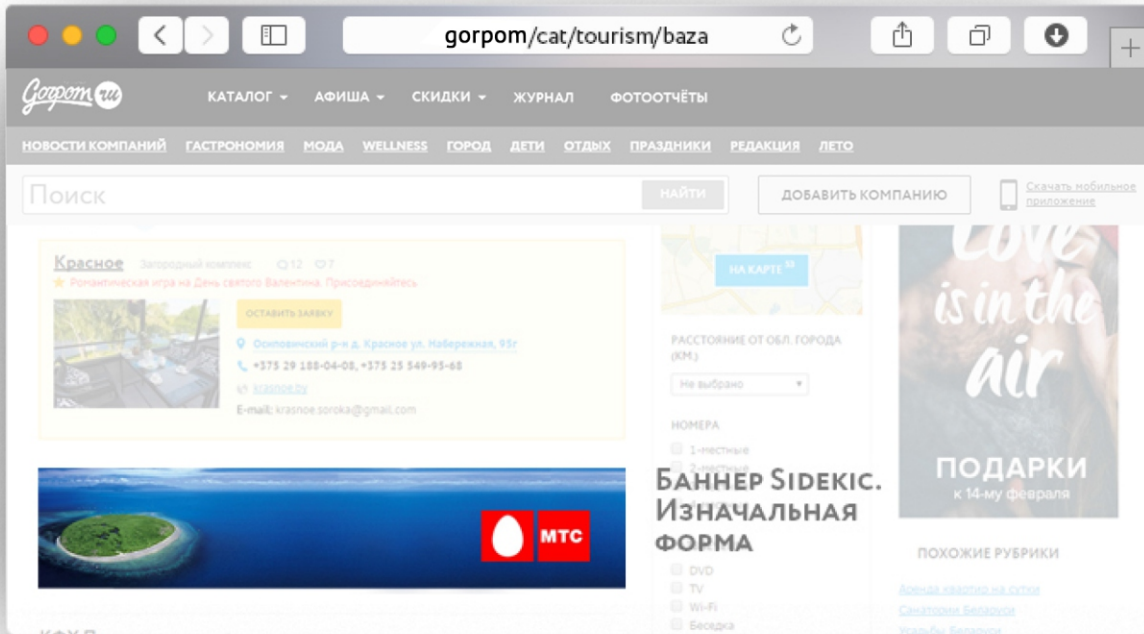 gorpom/cat/tourism/baza
Gorpom ru
КАТАЛОГ АФИША СКИДКИ ЖУРНАЛ ФОТООТЧЁТЫ
НОВОСТИ КОМПАНИЙ ГАСТРОНОМИЯ МОДА WELLNESS ГОРОД ДЕТИ ОТДЫХ ПРАЗДНИКИ РЕДАКЦИЯ ЛЕТО
Поиск
НАЙТИ
ДОБАВИТЬ КОМПАНИЮ
Скачать мобильное
приложение
Красное Загородный комплекс 12 7
Романтическая игра на День святого Валентина. Присоединяйтесь
ОСТАВИТЬ ЗАЯВКУ
Осиповичский р-н д. Красное ул. Набережная, 95г
+375 29 188-04-08, +375 25 549-95-68
krasnoe.by
E-mail: krasnoe.soroka@gmail.com
МТС
НА КАРТЕ
РАССТОЯНИЕ ОТ ОБЛ. ГОРОДА
(КМ.)
Не выбрано
НОМЕРА
1-местные
2-местные
БАННЕР SIDEKIC.
ИЗНАЧАЛЬНАЯ
ФОРМА
DVD
TV
Wi-Fi
Беседка
Love
is in the
air
ПОДАРКИ
к 14-му февраля
ПОХОЖИЕ РУБРИКИ
Аренда квартир на сутки
Санатории Беларуси
Усадьбы Беларуси